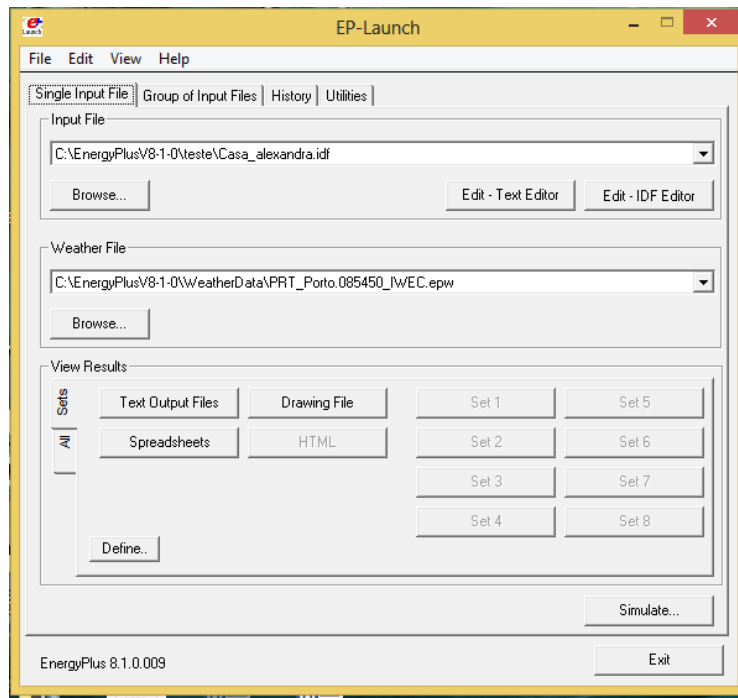 EP-Launch
File Edit View Help
Single Input File Group of Input Files History Utilities
Input File
C:\EnergyPlusV8-1-0\teste\Casa_alexandra.idf
Browse... Edit - Text Editor Edit - IDF Editor
Weather File
C:\EnergyPlusV8-1-0\WeatherData\PRT_Porto.085450_IWEC.epw
Browse...
View Results
Sets
All
Text Output Files Drawing File Set 1 Set 5
Spreadsheets HTML Set 2 Set 6
Set 3 Set 7
Set 4 Set 8
Define..
Simulate...
EnergyPlus 8.1.0.009 Exit